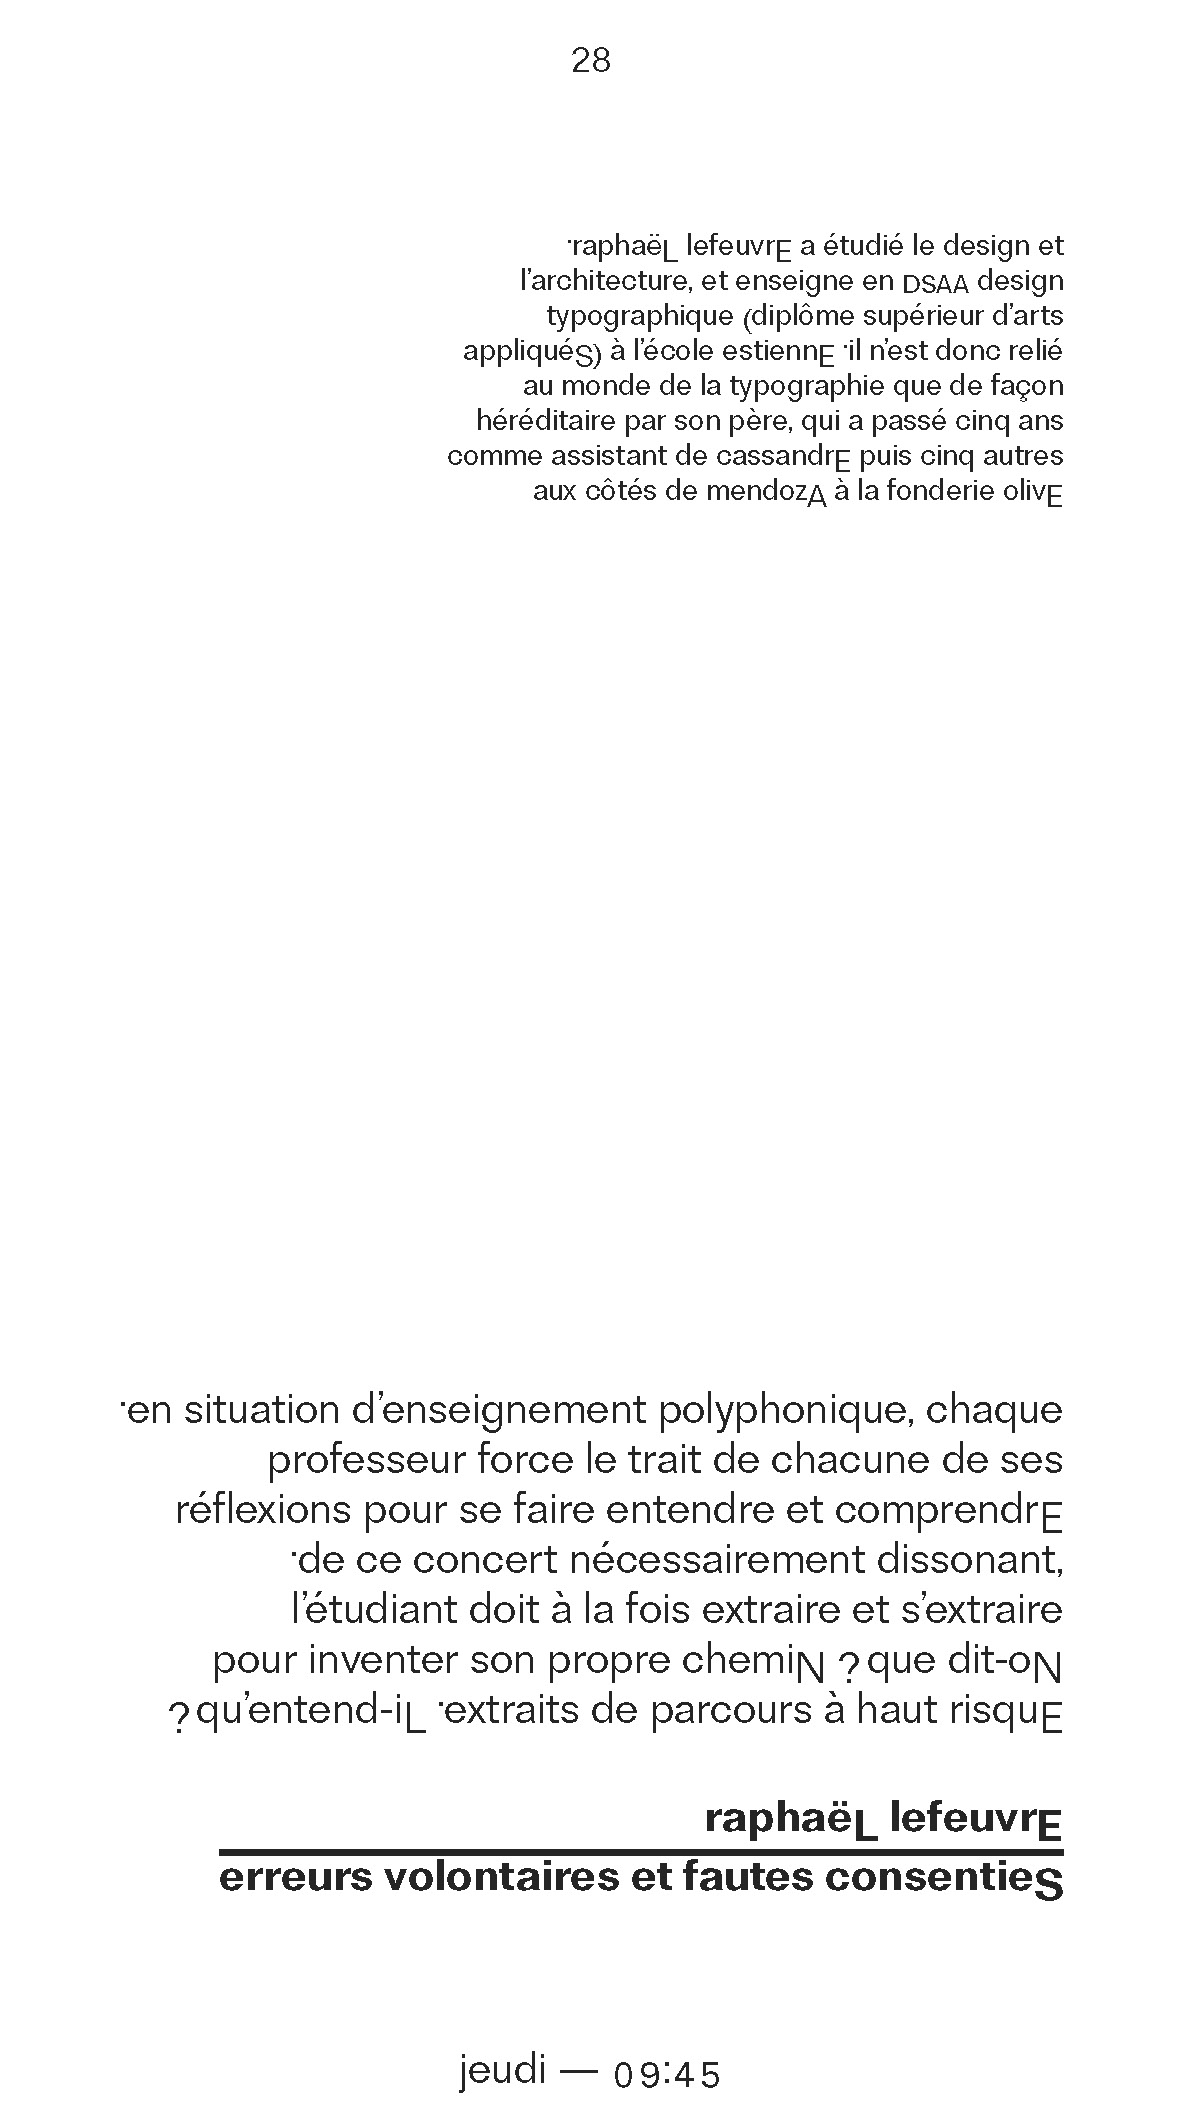 28
·raphaëL lefeuvrE a étudié le design et
l’architecture, et enseigne en DSAA design
typographique (diplôme supérieur d’arts
appliquéS) à l’école estiennE ·il n’est donc relié
au monde de la typographie que de façon
héréditaire par son père, qui a passé cinq ans
comme assistant de cassandrE puis cinq autres
aux côtés de mendozA à la fonderie olivE
·en situation d’enseignement polyphonique, chaque
professeur force le trait de chacune de ses
réflexions pour se faire entendre et comprendrE
·de ce concert nécessairement dissonant,
l’étudiant doit à la fois extraire et s’extraire
pour inventer son propre chemiN ? que dit-oN
? qu’entend-iL ·extraits de parcours à haut risquE
raphaëL lefeuvrE
erreurs volontaires et fautes consentieS
jeudi — 09:45